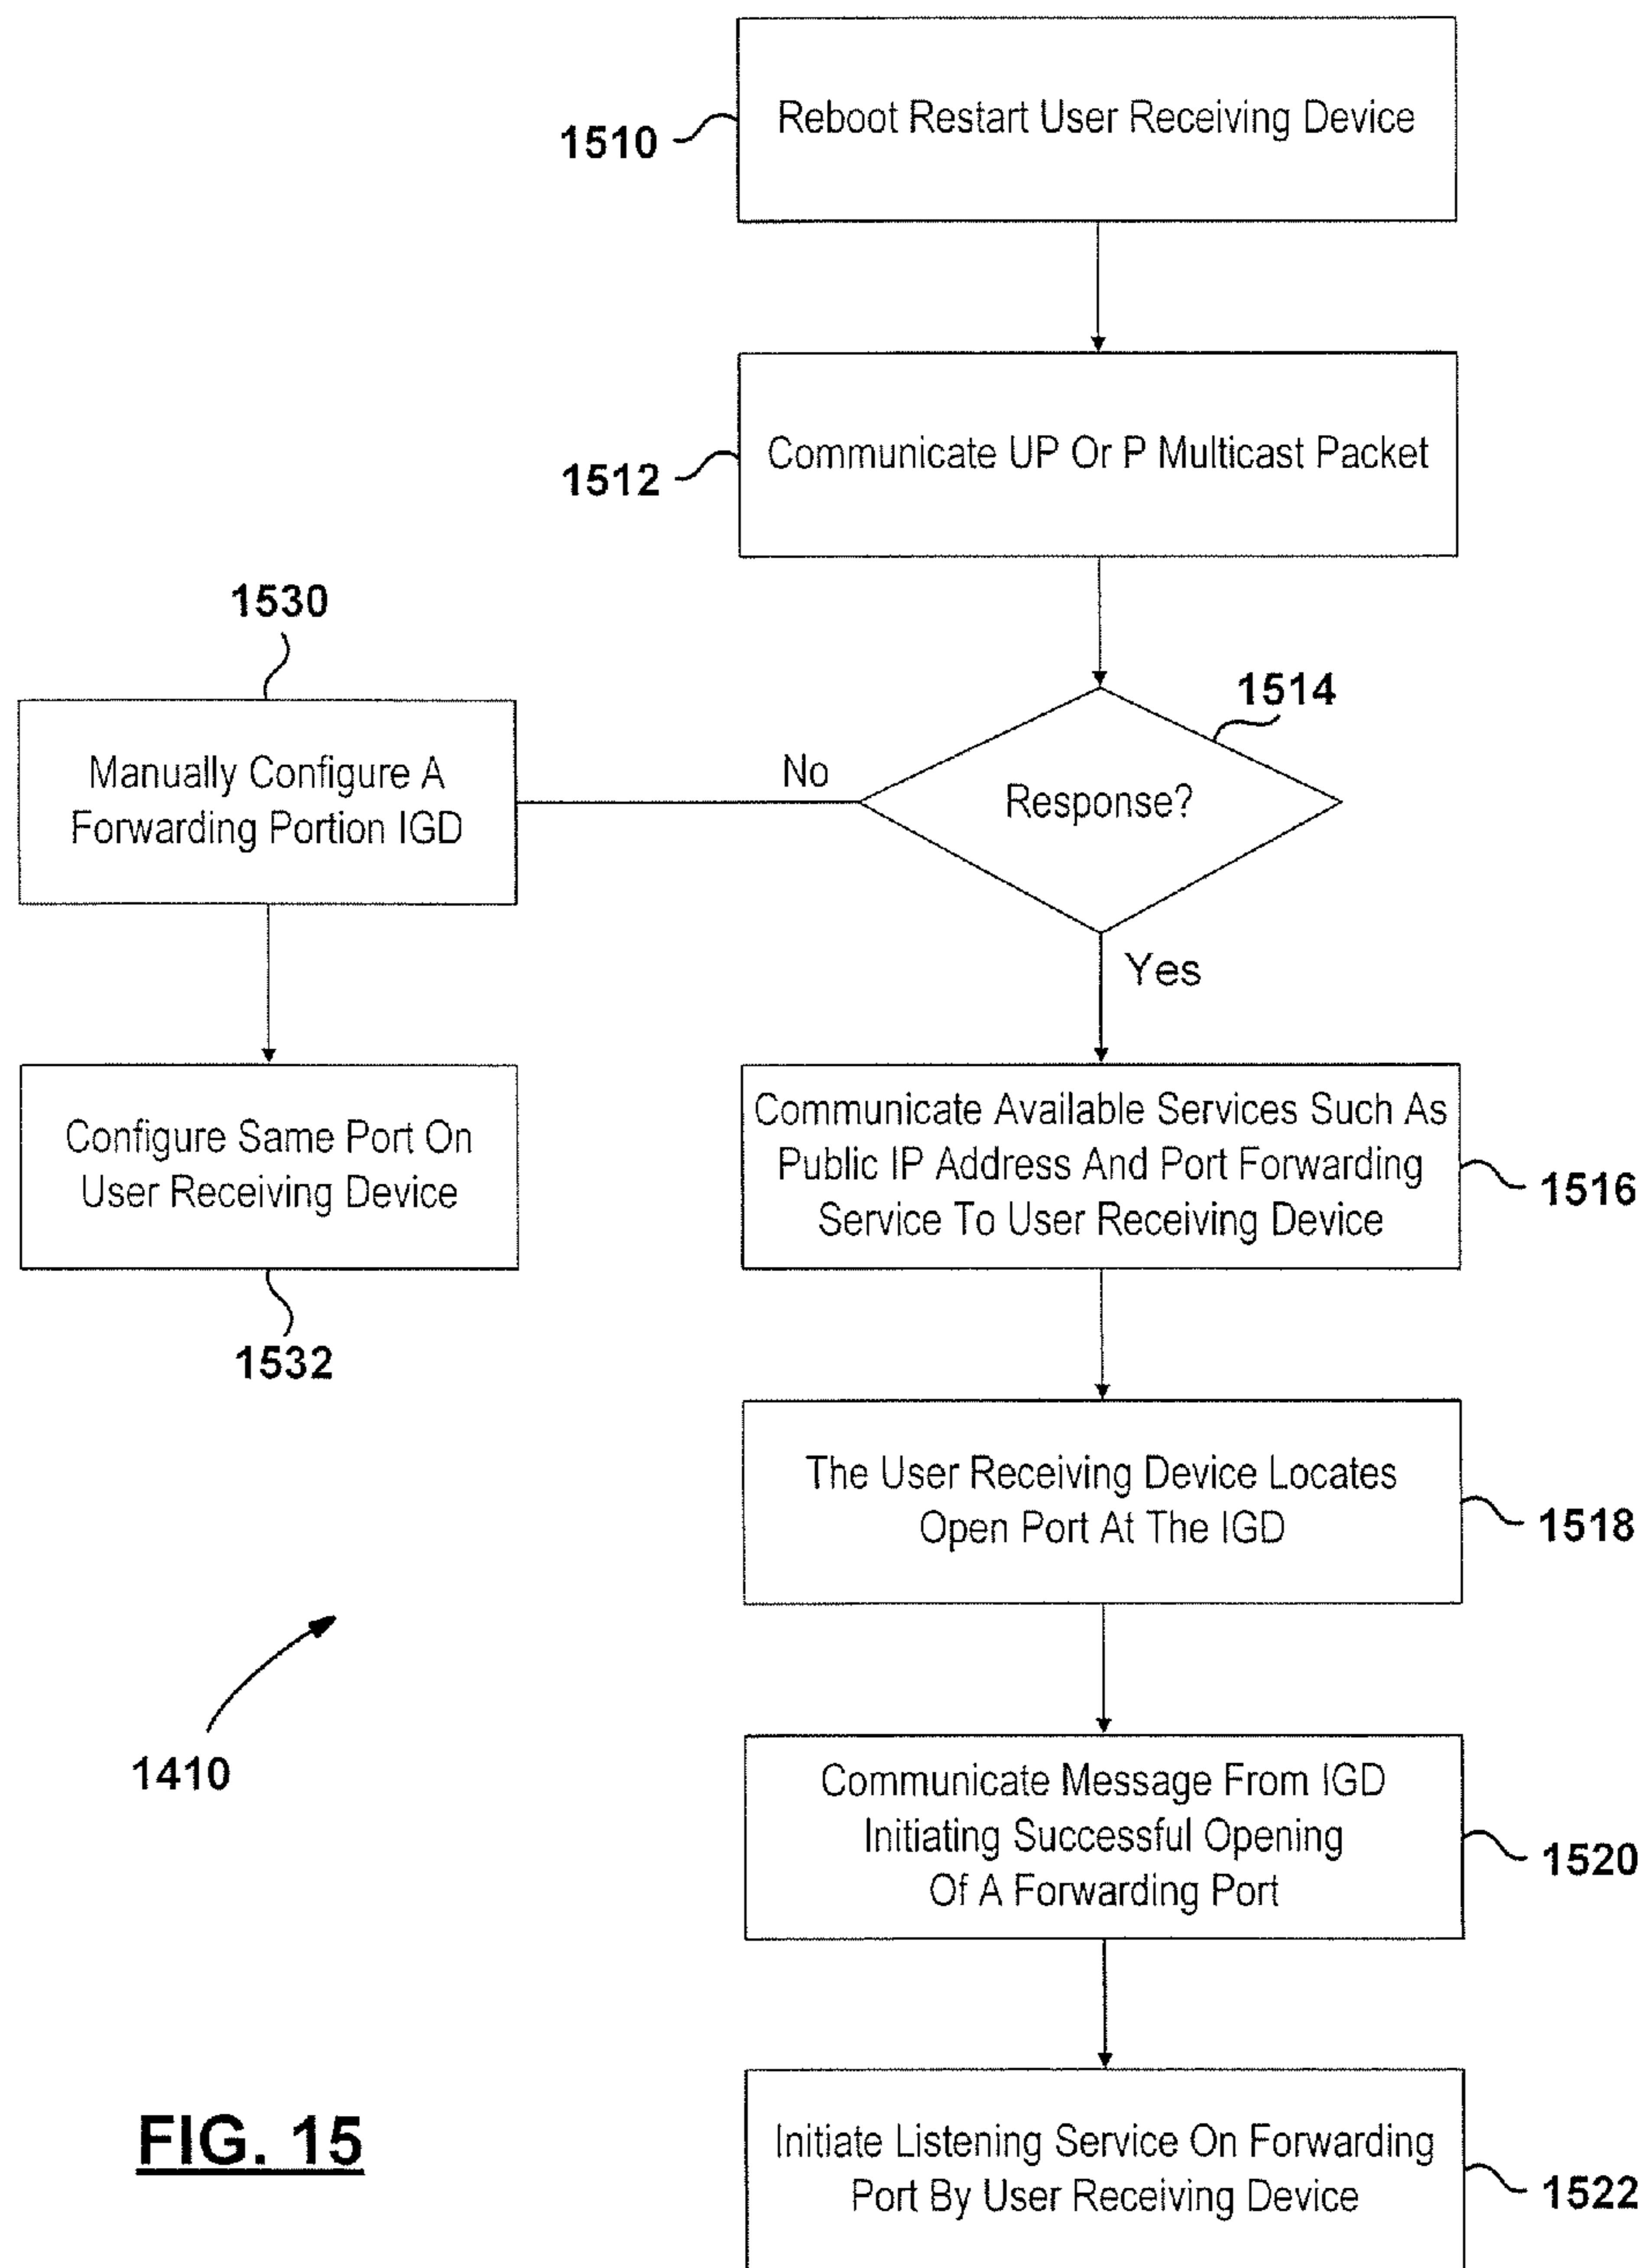 Reboot Restart User Receiving Device
1510
Communicate UP Or P Multicast Packet
1512
1530
1514
Manually Configure A
Forwarding Portion IGD
No
Response?
Yes
Configure Same Port On
User Receiving Device
1532
Communicate Available Services Such As
Public IP Address And Port Forwarding
Service To User Receiving Device
1516
The User Receiving Device Locates
Open Port At The IGD
1518
1410
Communicate Message From IGD
Initiating Successful Opening
Of A Forwarding Port
1520
Initiate Listening Service On Forwarding
Port By User Receiving Device
1522
FIG. 15